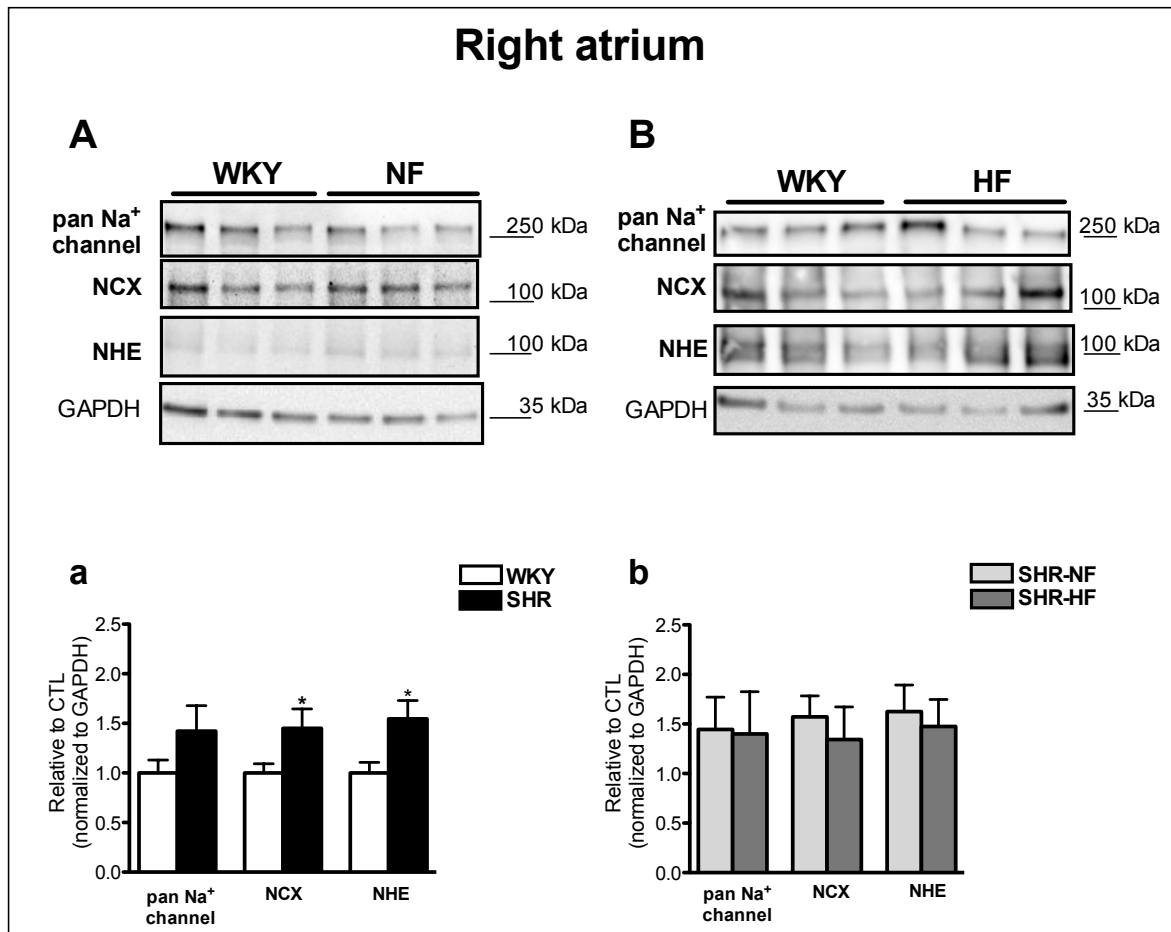 Right atrium
A
WKY NF
pan Na⁺
channel
250 kDa
NCX
100 kDa
NHE
100 kDa
GAPDH
35 kDa
B
WKY HF
pan Na⁺
channel
250 kDa
NCX
100 kDa
NHE
100 kDa
GAPDH
35 kDa
a
WKY
SHR
Relative to CTL
(normalized to GAPDH)
2.5
2.0
1.5
1.0
0.5
0.0
* *
pan Na⁺
channel
NCX
NHE
b
SHR-NF
SHR-HF
Relative to CTL
(normalized to GAPDH)
2.5
2.0
1.5
1.0
0.5
0.0
pan Na⁺
channel
NCX
NHE